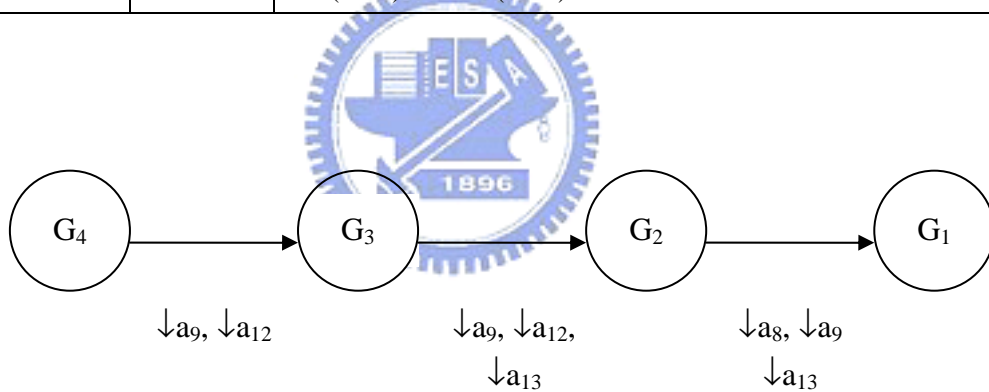 E S A
1896
G₄ G₃ G₂ G₁
↓a₉, ↓a₁₂ ↓a₉, ↓a₁₂, ↓a₈, ↓a₉
↓a₁₃ ↓a₁₃